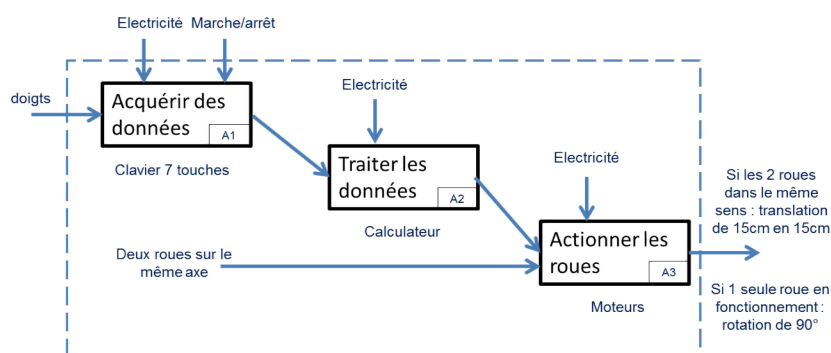 Electricité Marche/arrêt
doigts
Acquérir des
données
A1
Clavier 7 touches
Electricité
Traiter les
données
A2
Calculateur
Electricité
Deux roues sur le
même axe
Actionner les
roues
A3
Moteurs
Si les 2 roues
dans le même
sens : translation
de 15cm en 15cm
Si 1 seule roue en
fonctionnement :
rotation de 90°